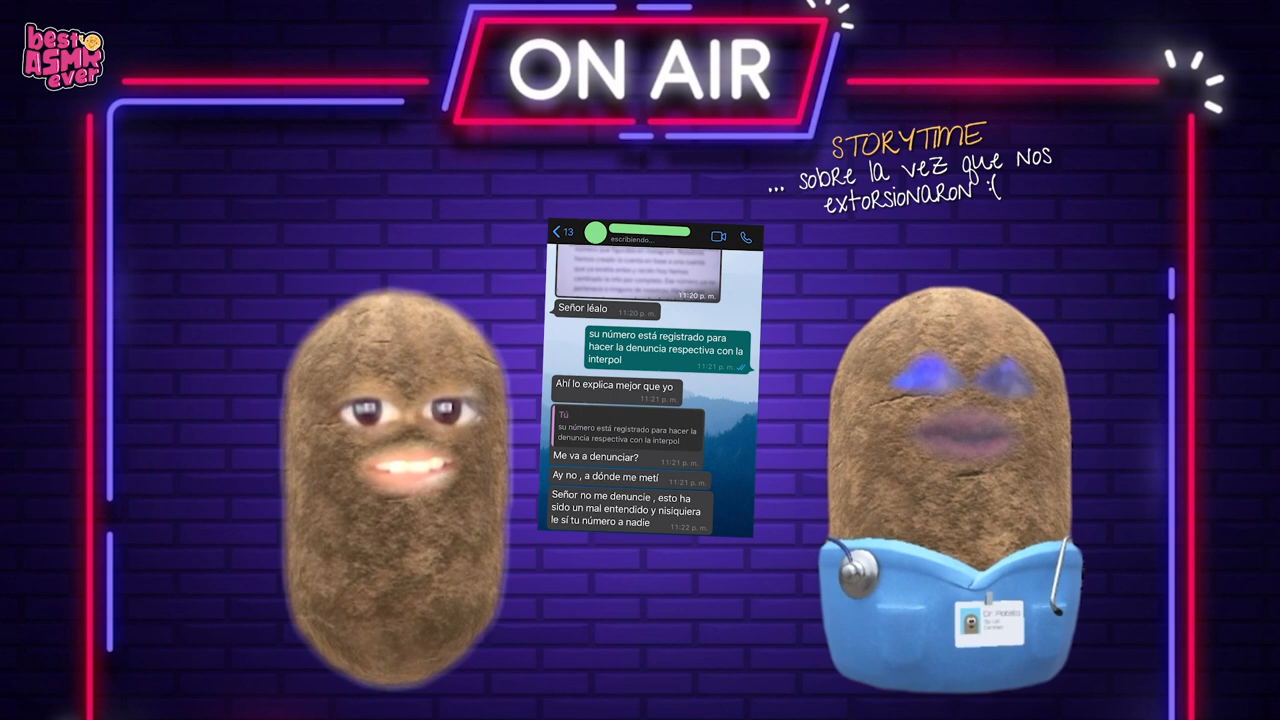 best
ASMR
ever
ON AIR
STORYTIME
... sobre la vez que nos
extorsionaron :(
13
escribiendo...
11:20 p. m.
Señor léalo
11:20 p. m.
su número está registrado para
hacer la denuncia respectiva con la
interpol
11:21 p. m.
Ahí lo explica mejor que yo
11:21 p. m.
Tú
su número está registrado para hacer la
denuncia respectiva con la interpol
Me va a denunciar?
11:21 p. m.
Ay no , a dónde me metí
11:21 p. m.
Señor no me denuncie , esto ha
sido un mal entendido y nisiquiera
le sí tu número a nadie
11:22 p. m.